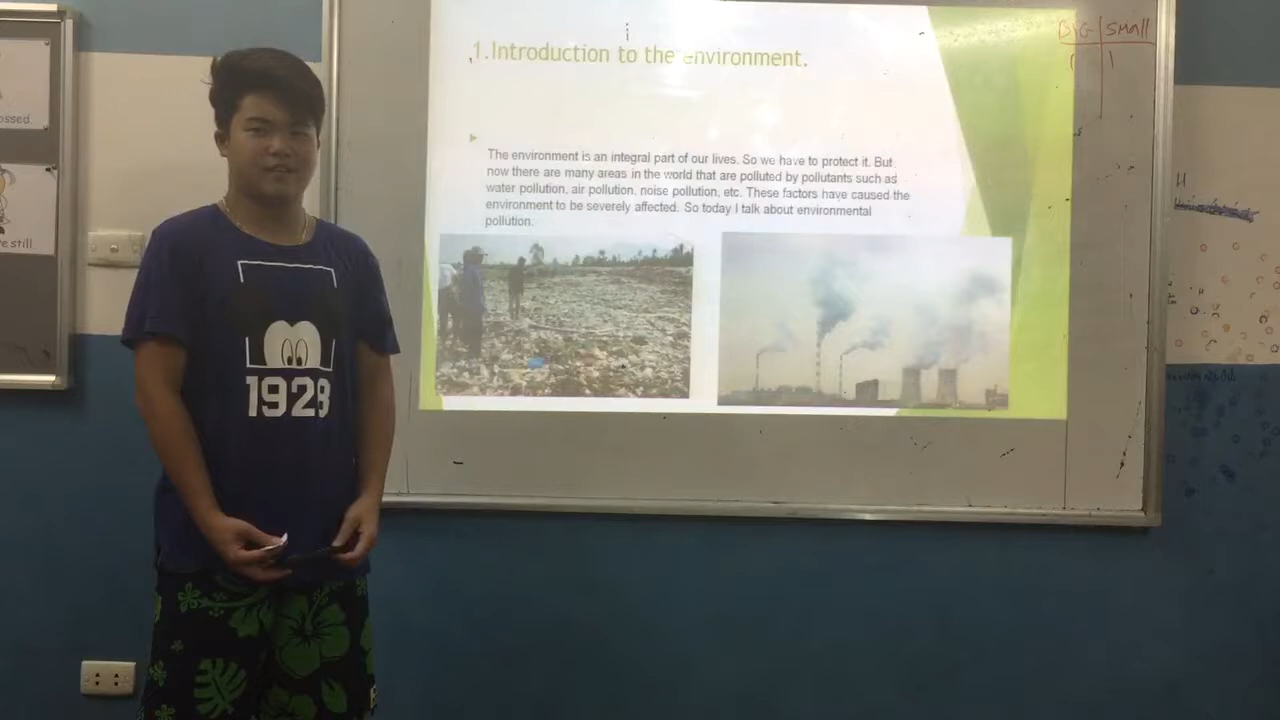 ossed.
e still
1.Introduction to the environment.
The environment is an integral part of our lives. So we have to protect it. But
now there are many areas in the world that are polluted by pollutants such as
water pollution, air pollution, noise pollution, etc. These factors have caused the
environment to be severely affected. So today I talk about environmental
pollution.
BIG small
1928
H
H